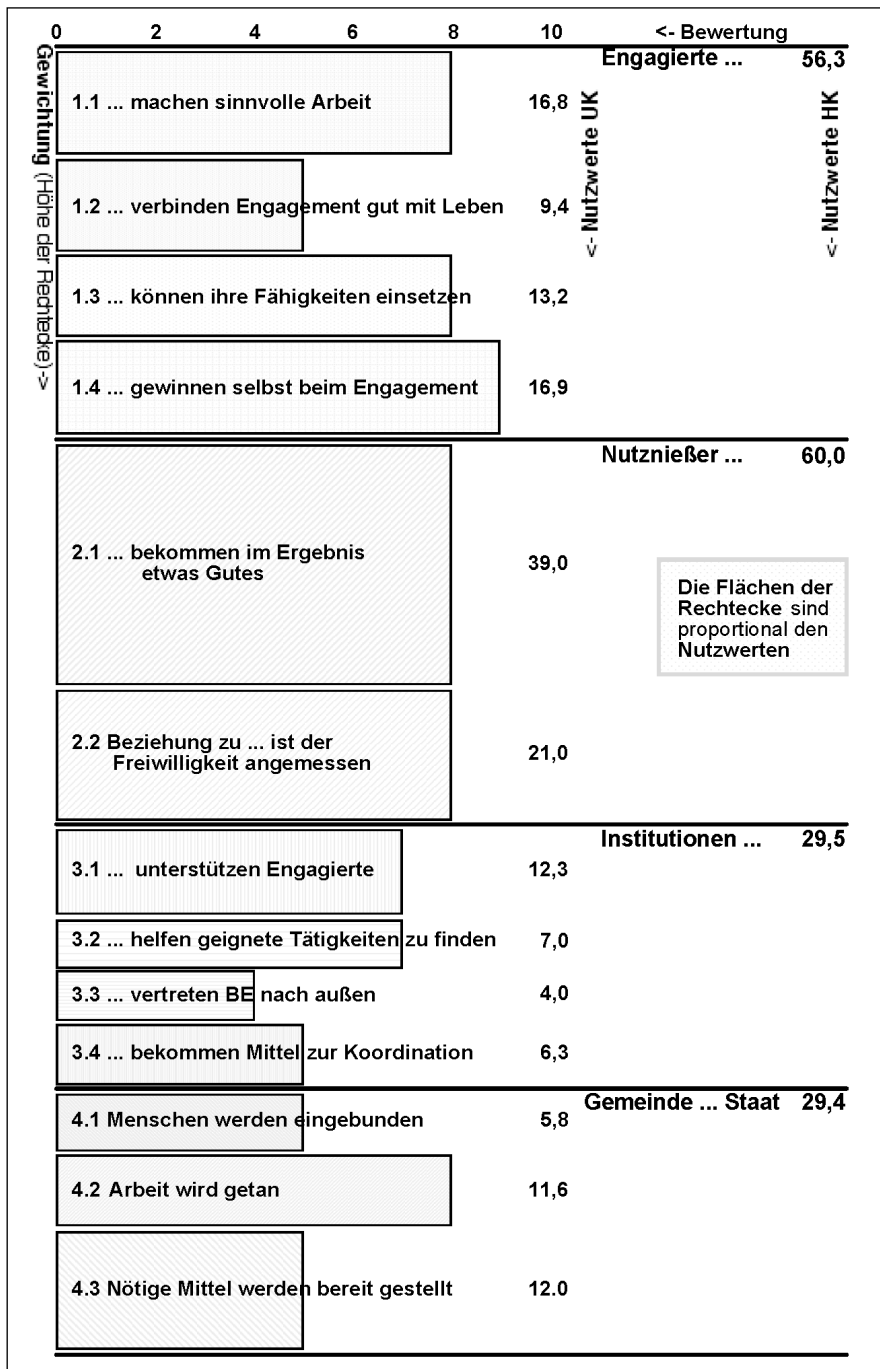 0 2 4 6 8 10 <- Bewertung
Gewichtung (Höhe der Rechtecke)->
Engagierte ... 56,3
1.1 ... machen sinnvolle Arbeit 16,8
<- Nutzwerte UK
<- Nutzwerte HK
1.2 ... verbinden Engagement gut mit Leben 9,4
1.3 ... können ihre Fähigkeiten einsetzen 13,2
1.4 ... gewinnen selbst beim Engagement 16,9
Nutznießer ... 60,0
2.1 ... bekommen im Ergebnis
etwas Gutes
39,0
Die Flächen der
Rechtecke sind
proportional den
Nutzwerten
2.2 Beziehung zu ... ist der
Freiwilligkeit angemessen
21,0
Institutionen ... 29,5
3.1 ... unterstützen Engagierte 12,3
3.2 ... helfen geignete Tätigkeiten zu finden 7,0
3.3 ... vertreten BE nach außen 4,0
3.4 ... bekommen Mittel zur Koordination 6,3
Gemeinde ... Staat 29,4
4.1 Menschen werden eingebunden 5,8
4.2 Arbeit wird getan 11,6
4.3 Nötige Mittel werden bereit gestellt 12.0